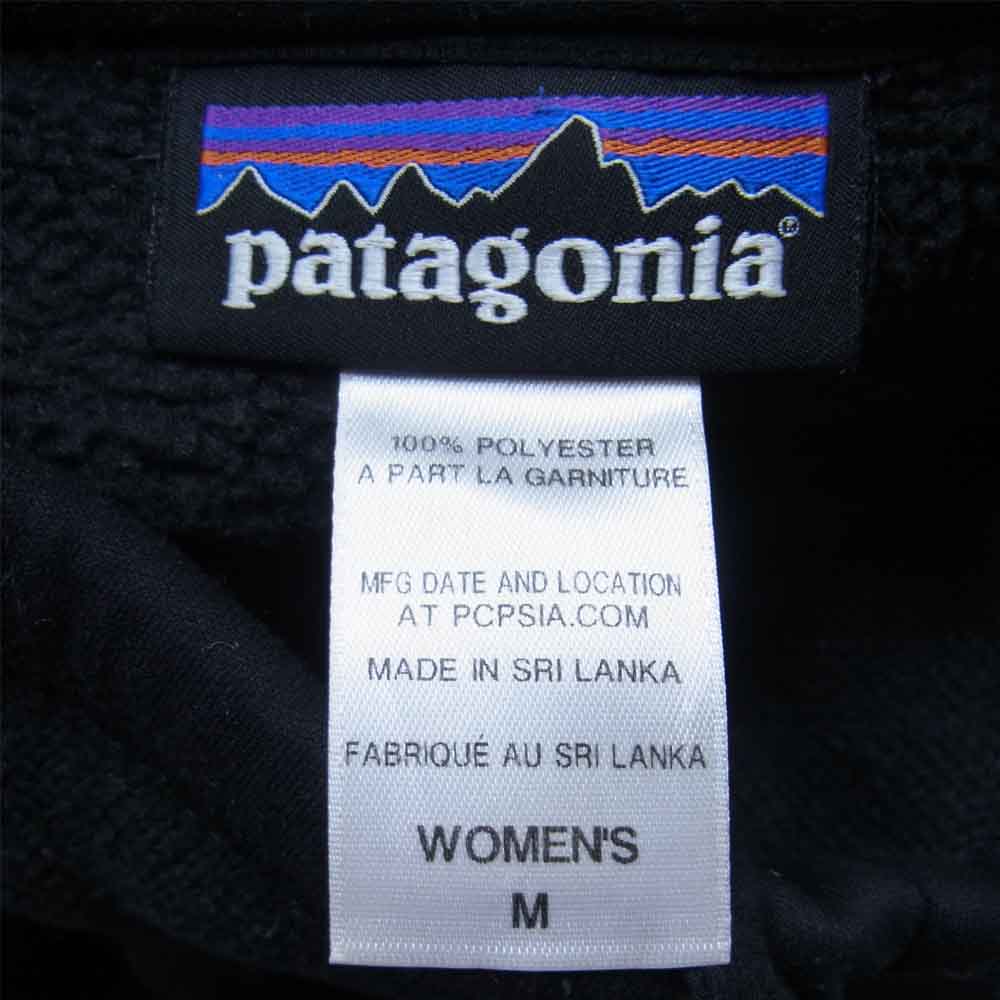 patagonia®
100% POLYESTER
A PART LA GARNITURE
MFG DATE AND LOCATION
AT PCPSIA.COM
MADE IN SRI LANKA
FABRIQUÉ AU SRI LANKA
WOMEN'S
M